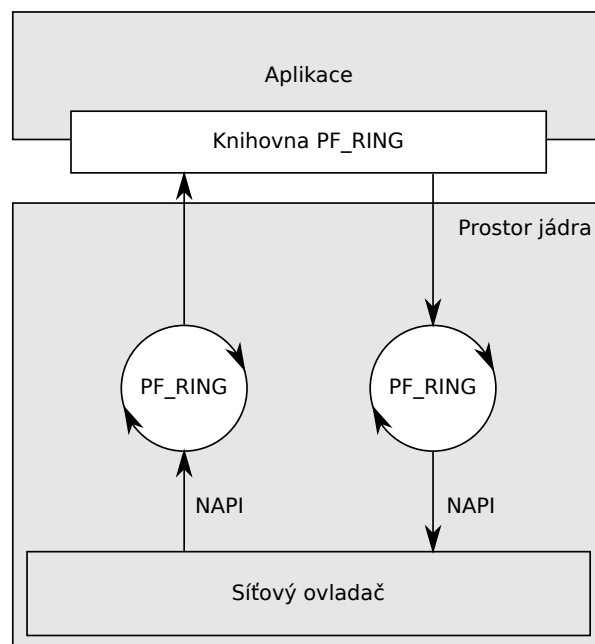 Aplikace
Knihovna PF_RING
Prostor jádra
PF_RING
PF_RING
NAPI
NAPI
Síťový ovladač